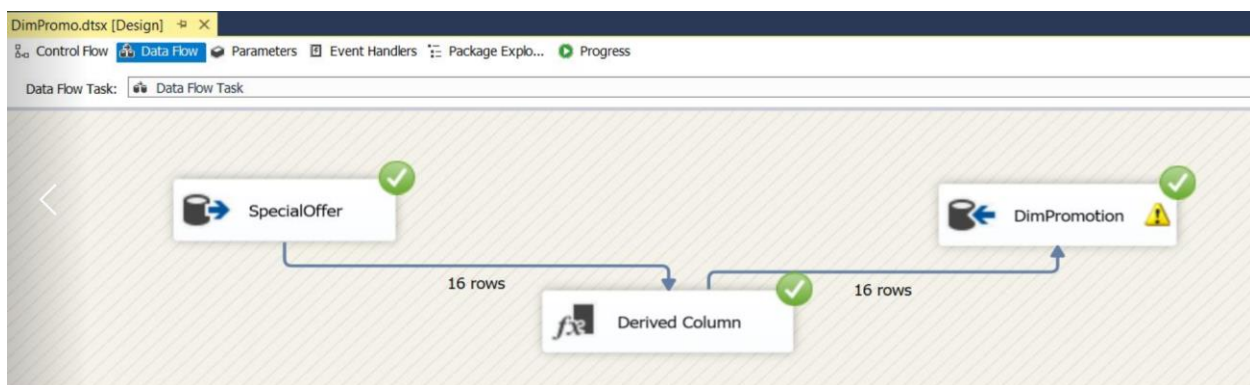 DimPromo.dtsx [Design]
Control Flow Data Flow Parameters Event Handlers Package Explo... Progress
Data Flow Task: Data Flow Task
SpecialOffer
DimPromotion
16 rows
16 rows
fx Derived Column